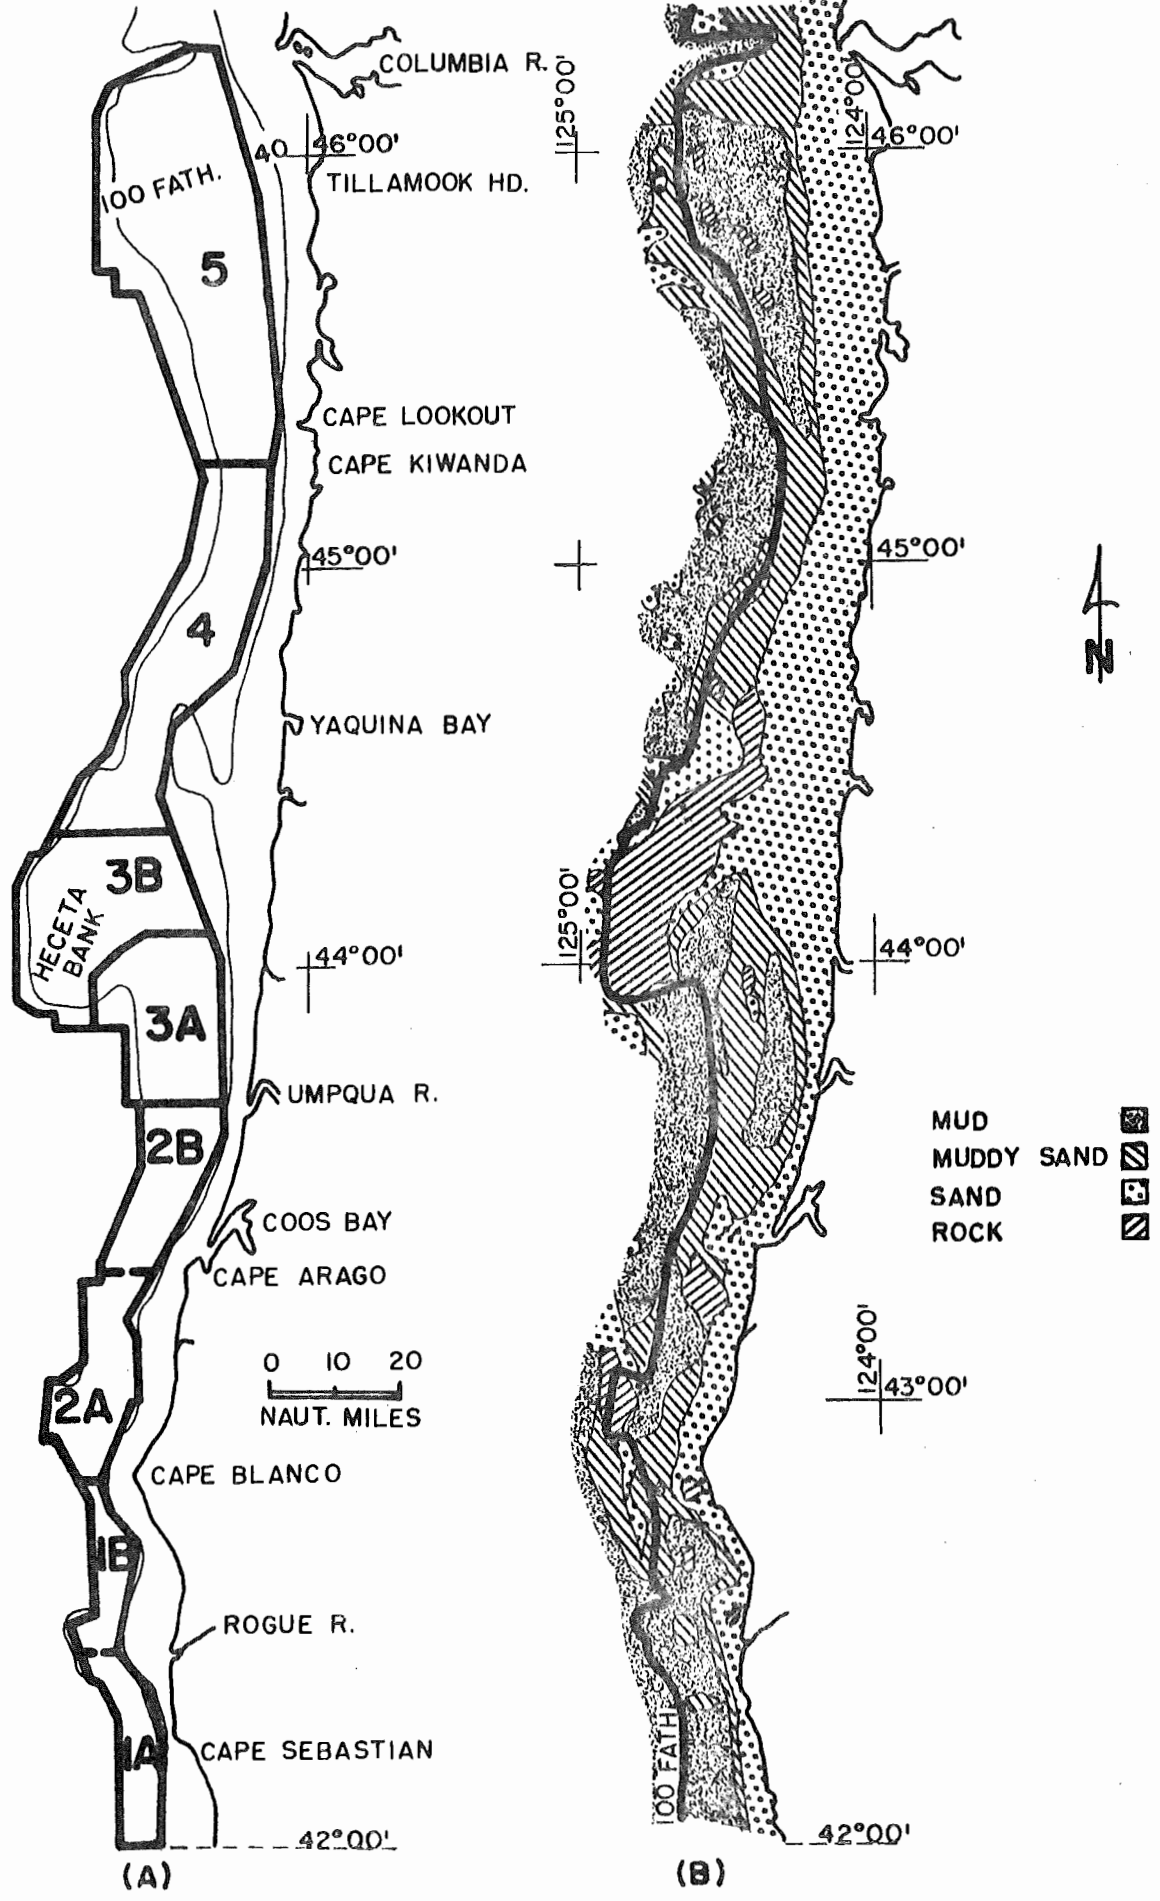 COLUMBIA R.
40
46°00'
100 FATH.
TILLAMOOK HD.
5
CAPE LOOKOUT
CAPE KIWANDA
45°00'
4
YAQUINA BAY
3B
HECETA
BANK
44°00'
3A
UMPQUA R.
2B
COOS BAY
CAPE ARAGO
0 10 20
NAUT. MILES
2A
CAPE BLANCO
1B
ROGUE R.
1A
CAPE SEBASTIAN
42°00'
(A)
125°00'
124°00'
46°00'
45°00'
N
125°00'
44°00'
MUD
MUDDY SAND
SAND
ROCK
124°00'
43°00'
100 FATH.
42°00'
(B)